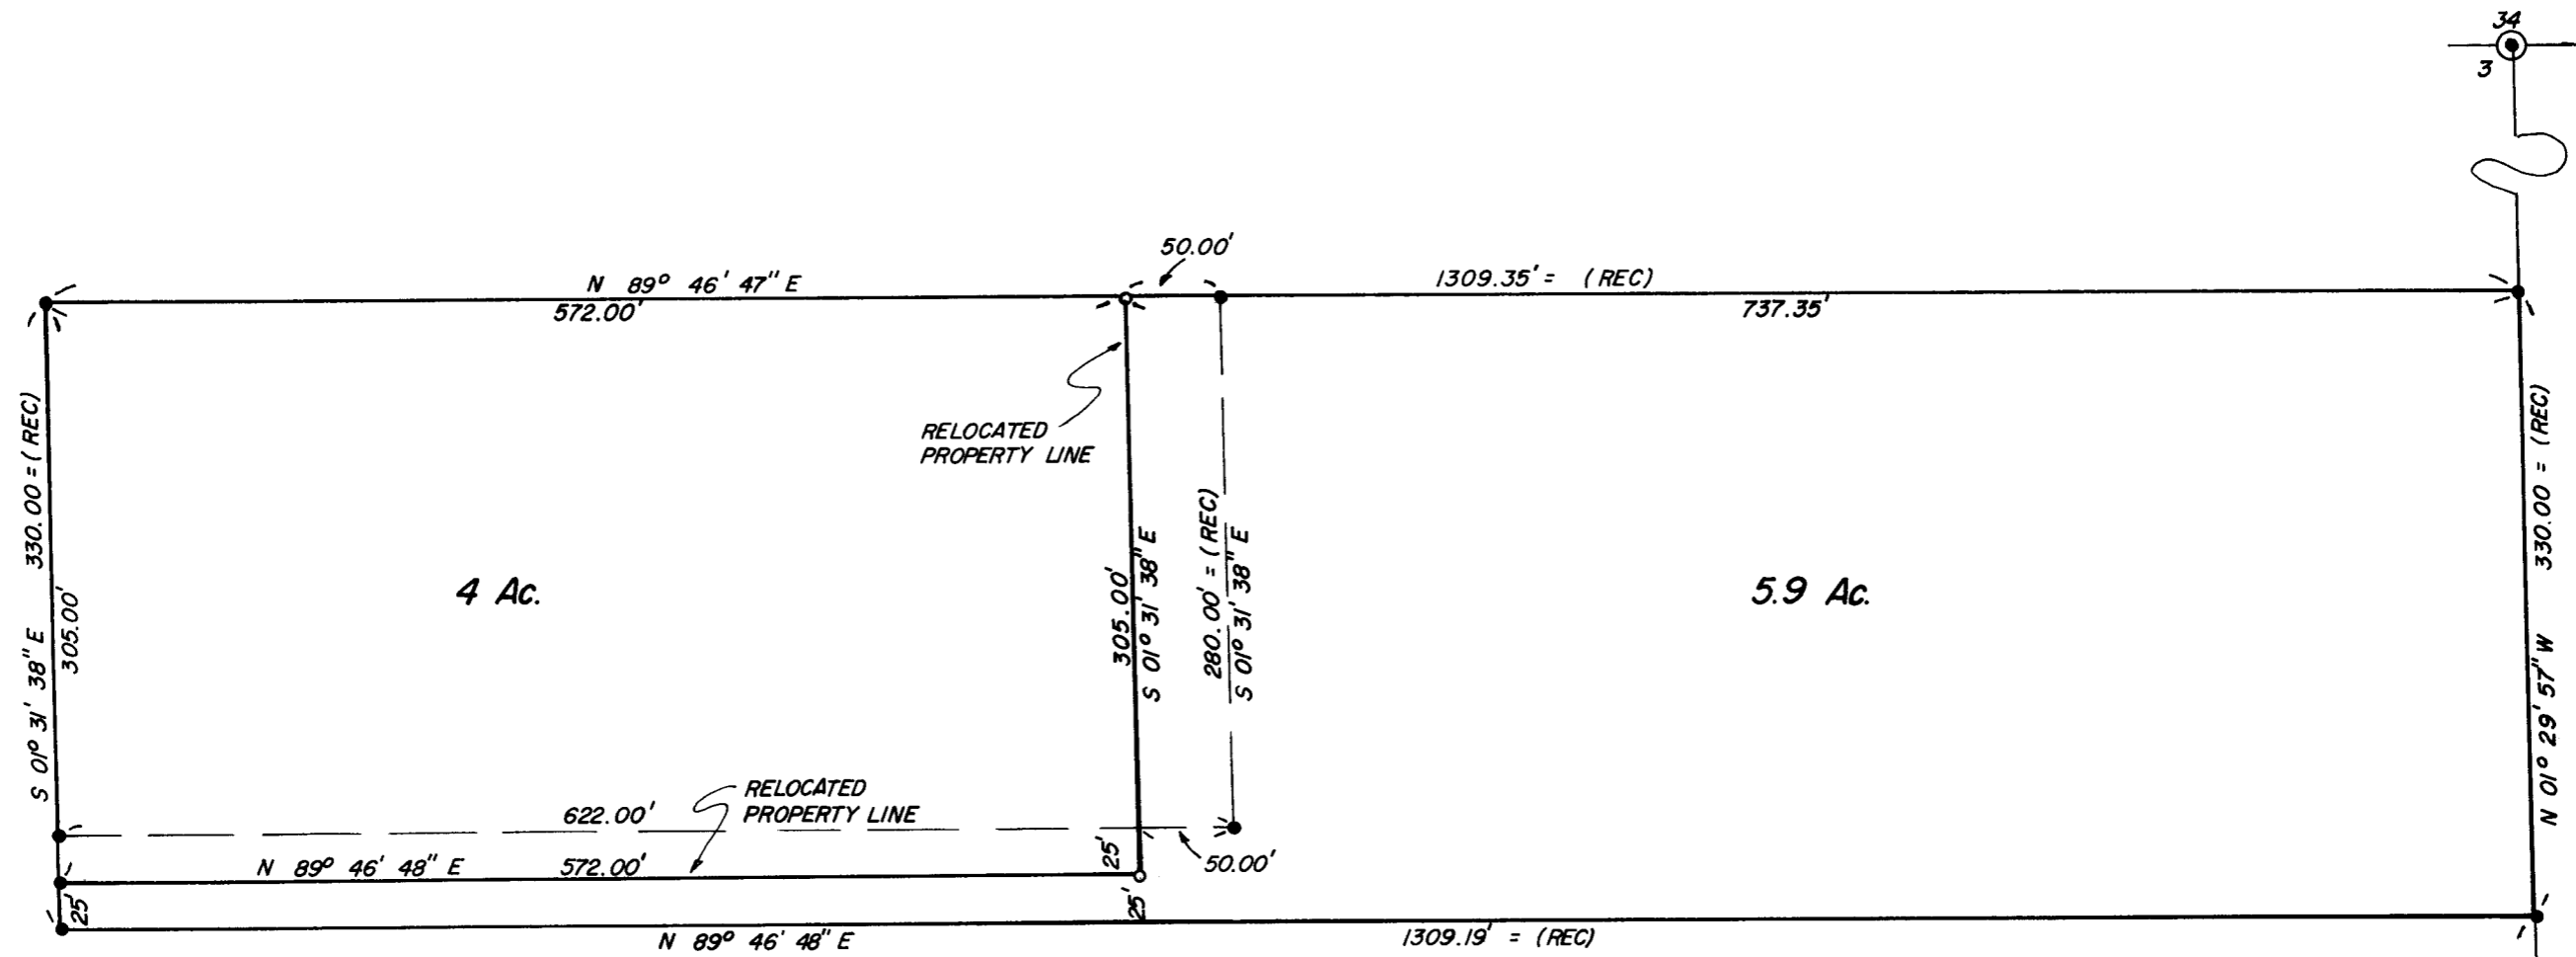 34
3
50.00'
N 89° 46' 47" E
1309.35' = (REC)
572.00'
737.35'
RELOCATED
PROPERTY LINE
S 01° 31' 38" E 330.00 = (REC)
305.00'
305.00'
S 01° 31' 38" E
280.00' = (REC)
S 01° 31' 38" E
N 01° 29' 57" W 330.00 = (REC)
4 Ac.
5.9 Ac.
RELOCATED
PROPERTY LINE
622.00'
50.00'
25'
N 89° 46' 48" E 572.00'
25'
25'
N 89° 46' 48" E
1309.19' = (REC)